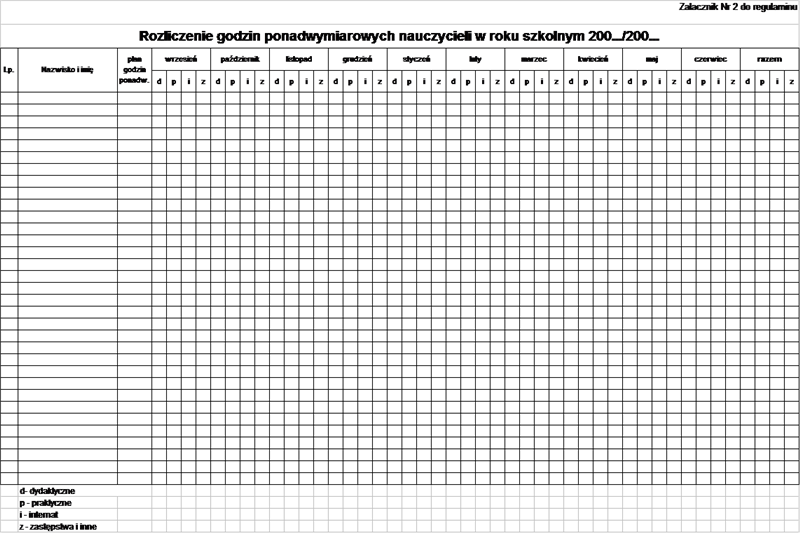 Załacznik Nr 2 do regulaminu
Rozliczenie godzin ponadwymiarowych nauczycieli w roku szkolnym 200.../200...
l.p. Nazwisko i imię plan godzin ponadw. wrzesień październik listopad grudzień styczeń luty marzec kwiecień maj czerwiec razem
d p i z d p i z d p i z d p i z d p i z d p i z d p i z d p i z d p i z d p i z d p i z
d- dydaktyczne
p - praktyczne
i - internat
z - zastępstwa i inne